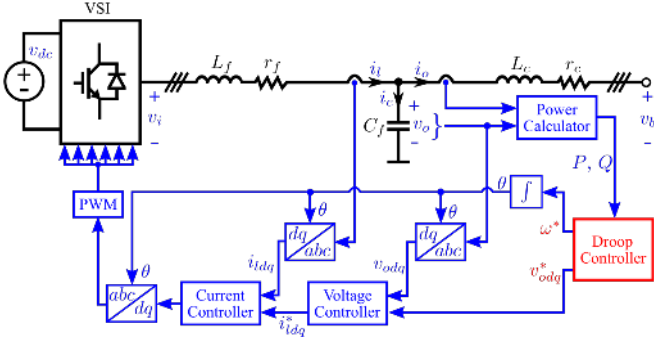 VSI
v_dc
L_f
r_f
i_l
i_o
L_c
r_c
+
v_i
-
i_c
C_f
+
v_o
-
}
+
v_b
-
Power
Calculator
P, Q
PWM
θ
∫
θ
θ
dq
abc
dq
abc
ω*
v*_odq
Droop
Controller
i_ldq
v_odq
θ
abc
dq
Current
Controller
i*_ldq
Voltage
Controller